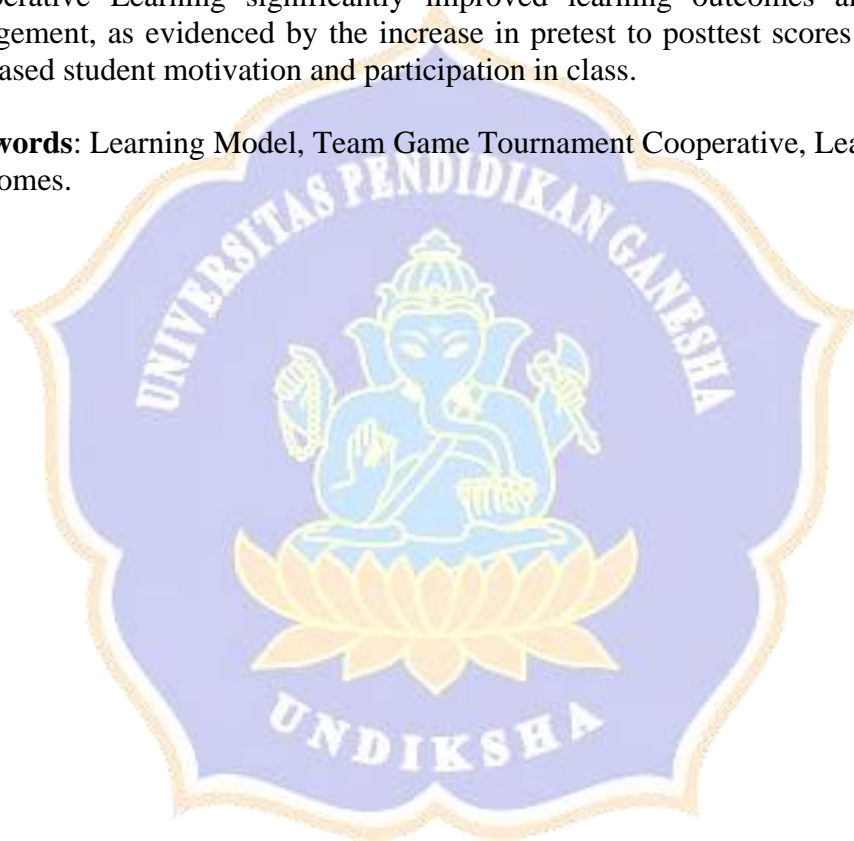 erative Learning significantly improved learning outcomes a
gement, as evidenced by the increase in pretest to posttest scores
ased student motivation and participation in class.
words: Learning Model, Team Game Tournament Cooperative, Lea
omes.
UNIVERSITAS PENDIDIKAN GANESHA
UNDIKSHA